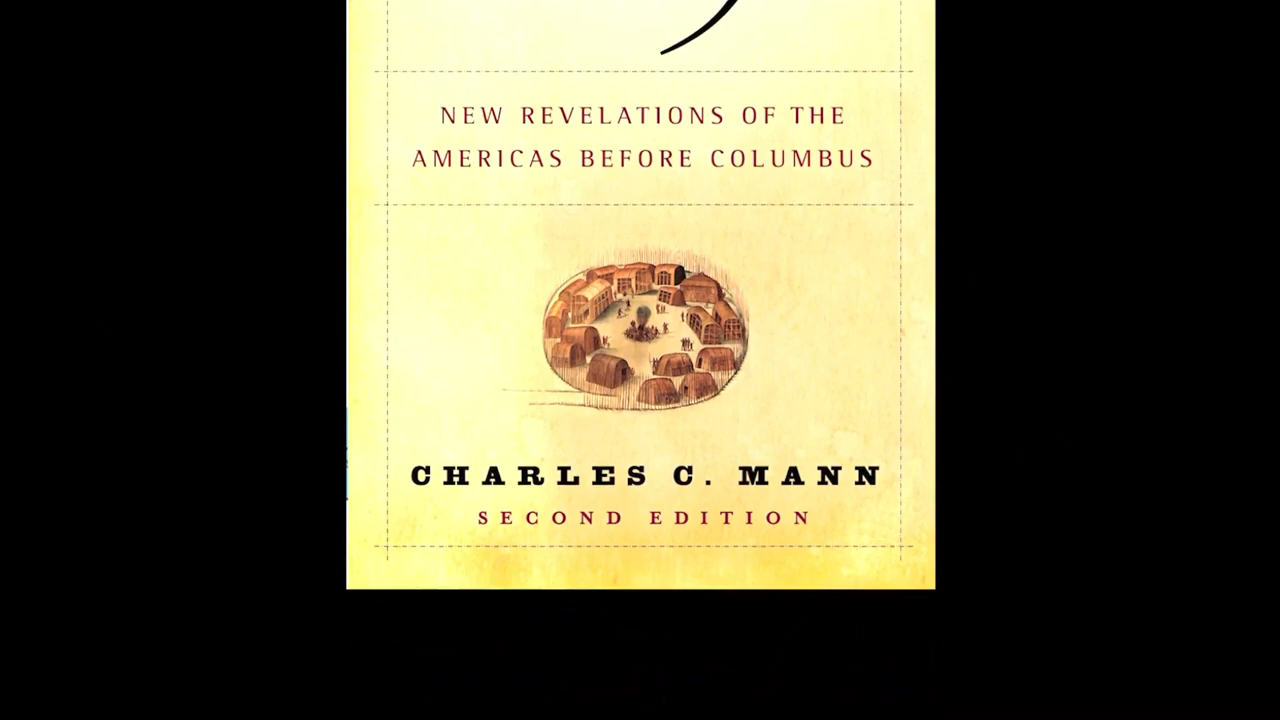 NEW REVELATIONS OF THE
AMERICAS BEFORE COLUMBUS
CHARLES C. MANN
SECOND EDITION